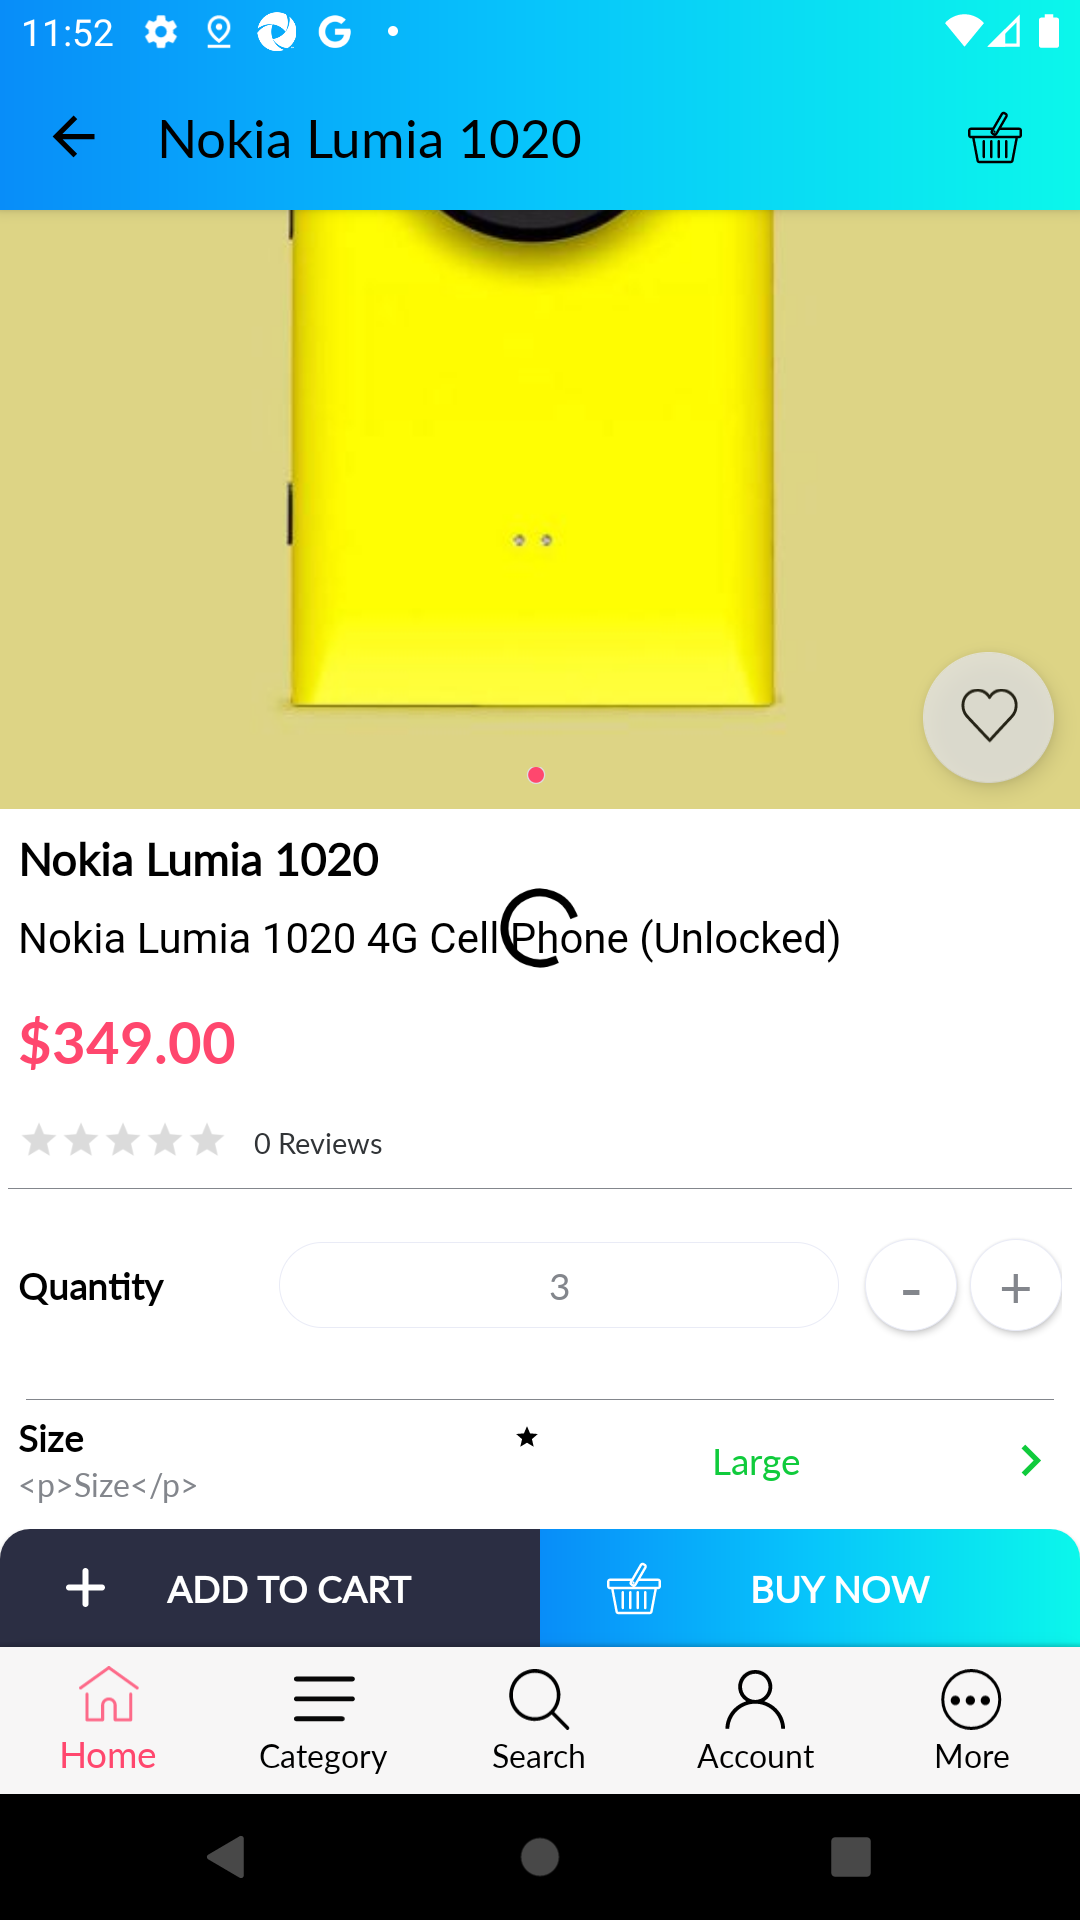 11:52
Nokia Lumia 1020
Nokia Lumia 1020
Nokia Lumia 1020 4G Cell Phone (Unlocked)
$349.00
0 Reviews
Quantity
3
-
+
Size
Large
<p>Size</p>
ADD TO CART
BUY NOW
Home
Category
Search
Account
More